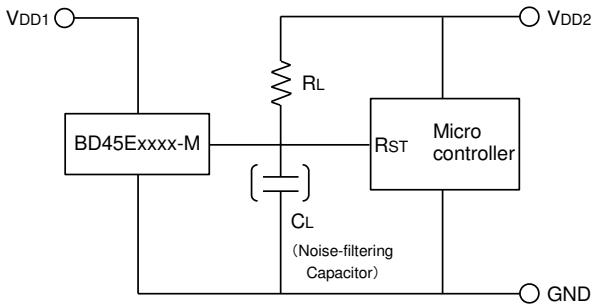 VDD1
VDD2
RL
BD45Exxxx-M
RST
Micro
controller
CL
(Noise-filtering
Capacitor)
GND